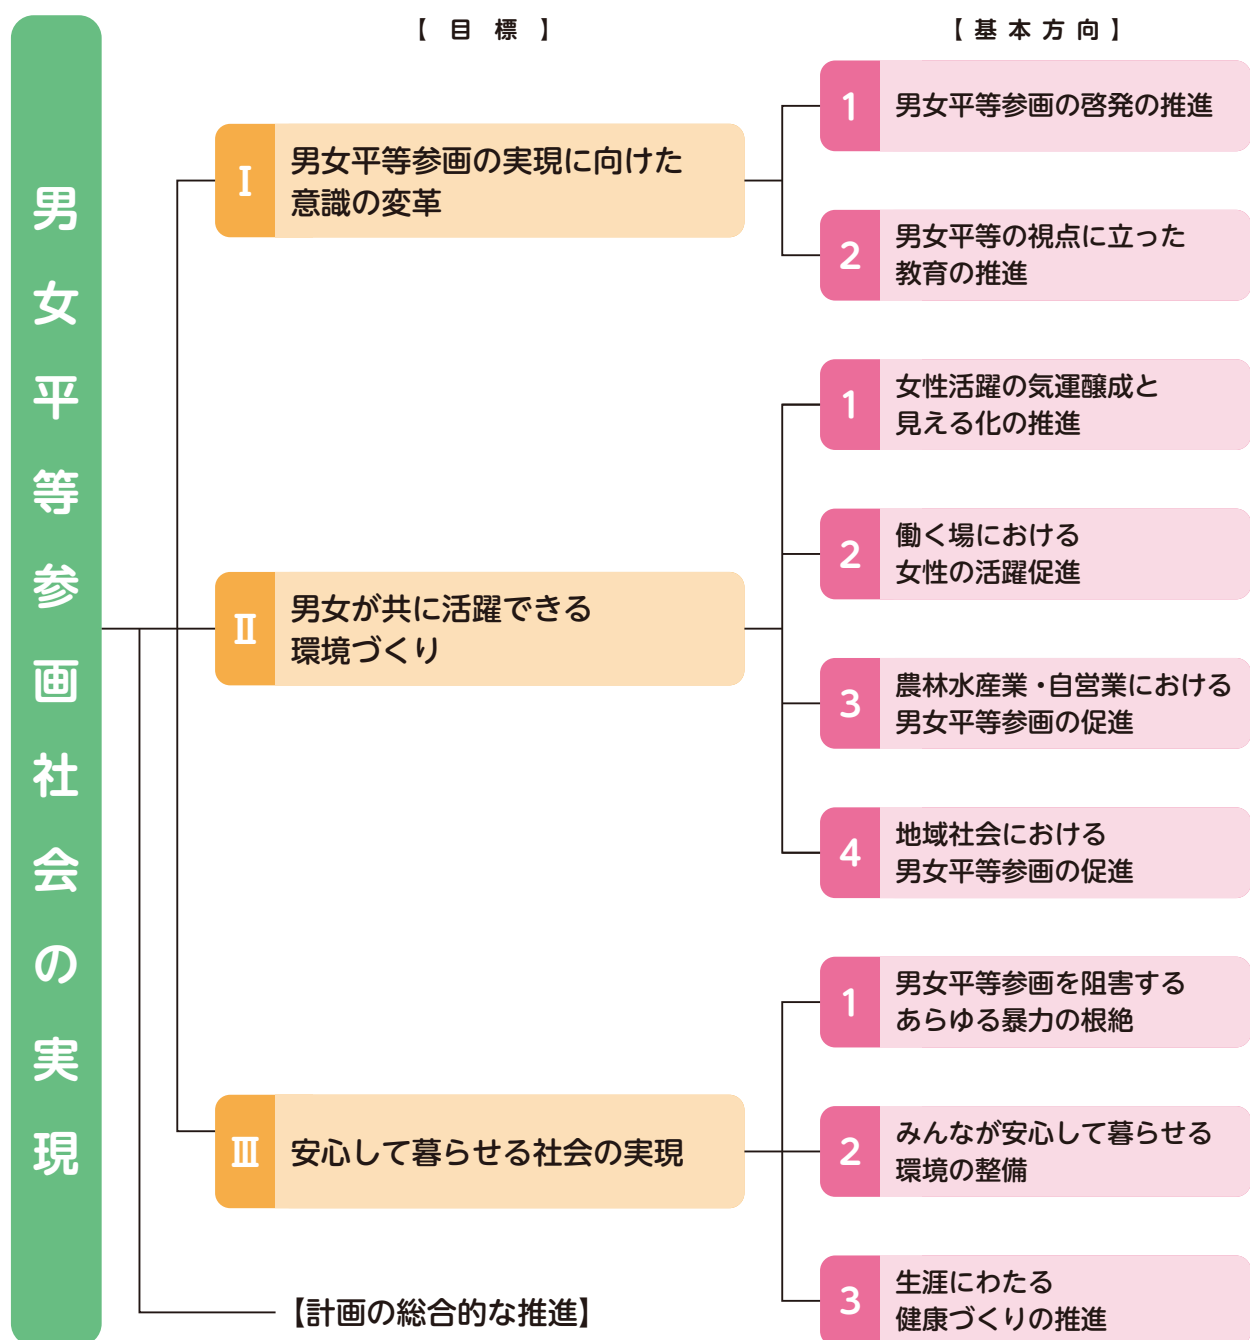 男女平等参画社会の実現
【 目 標 】
【 基 本 方 向 】
Ⅰ
男女平等参画の実現に向けた
意識の変革
1
男女平等参画の啓発の推進
2
男女平等の視点に立った
教育の推進
Ⅱ
男女が共に活躍できる
環境づくり
1
女性活躍の気運醸成と
見える化の推進
2
働く場における
女性の活躍促進
3
農林水産業・自営業における
男女平等参画の促進
4
地域社会における
男女平等参画の促進
Ⅲ
安心して暮らせる社会の実現
1
男女平等参画を阻害する
あらゆる暴力の根絶
2
みんなが安心して暮らせる
環境の整備
3
生涯にわたる
健康づくりの推進
【計画の総合的な推進】